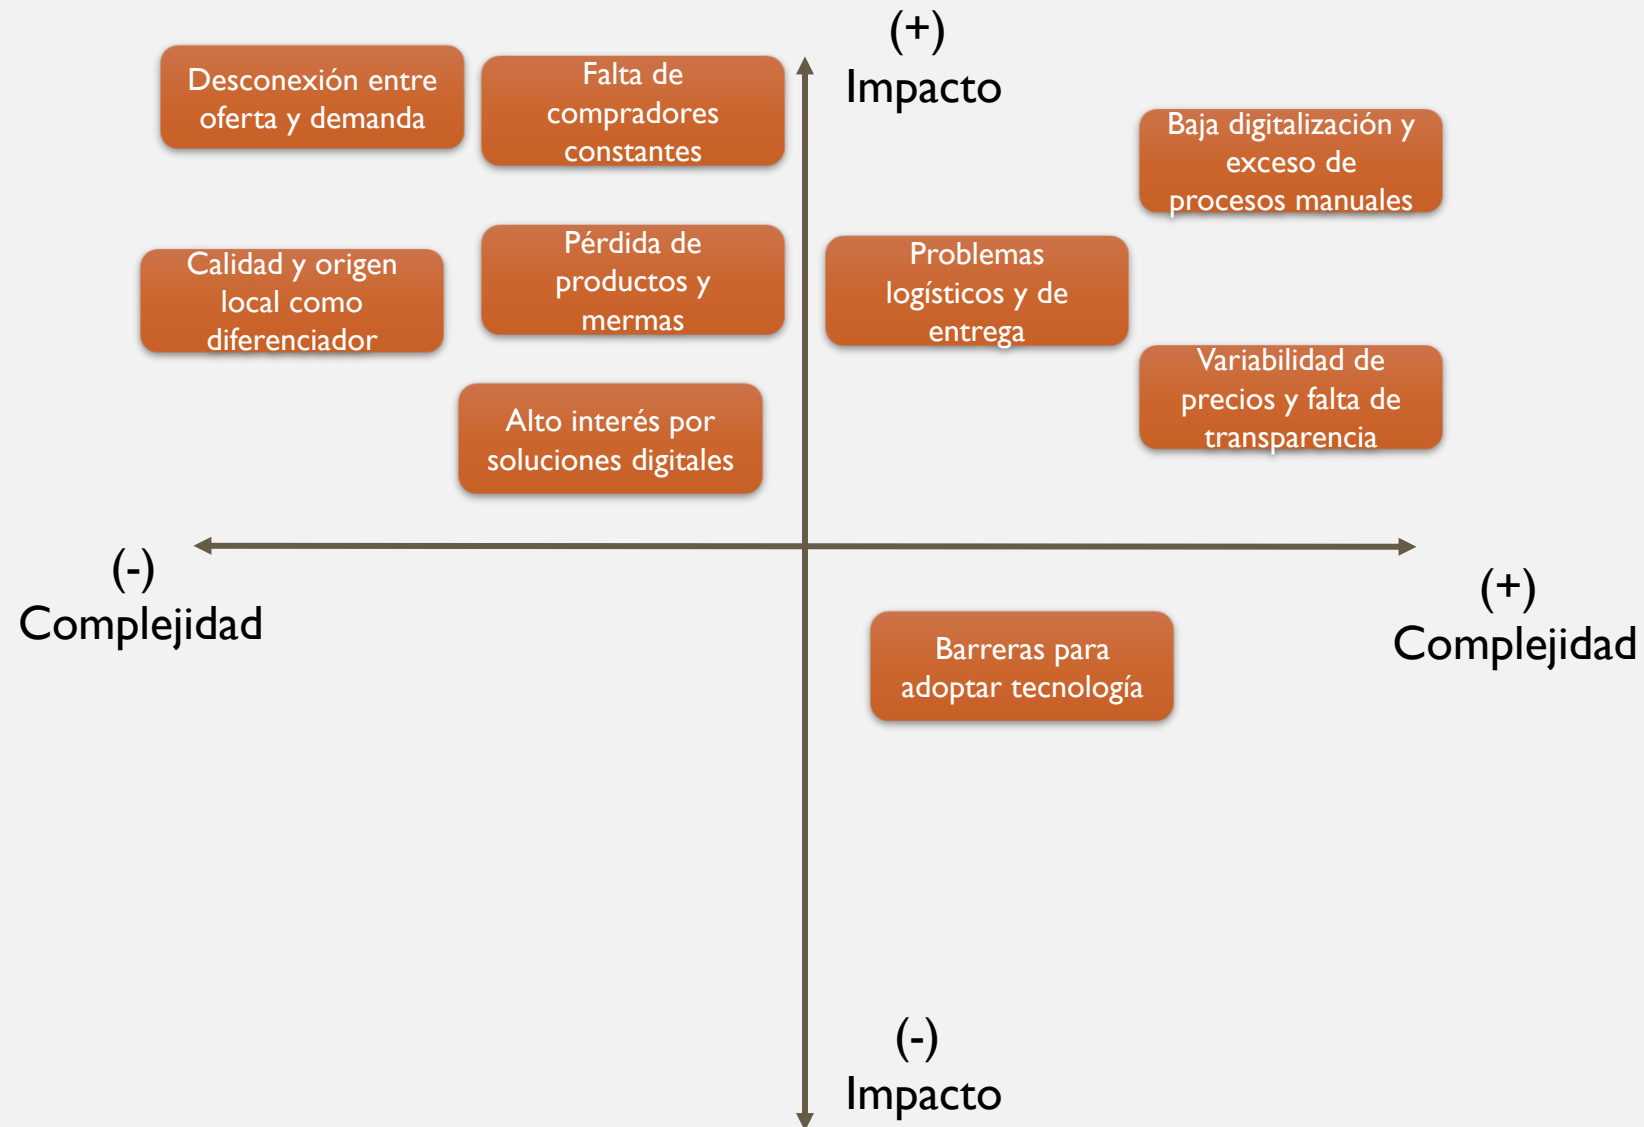 (+)
Impacto
Desconexión entre
oferta y demanda
Falta de
compradores
constantes
Baja digitalización y
exceso de
procesos manuales
Calidad y origen
local como
diferenciador
Pérdida de
productos y
mermas
Problemas
logísticos y de
entrega
Variabilidad de
precios y falta de
transparencia
Alto interés por
soluciones digitales
(-)
Complejidad
(+)
Complejidad
Barreras para
adoptar tecnología
(-)
Impacto